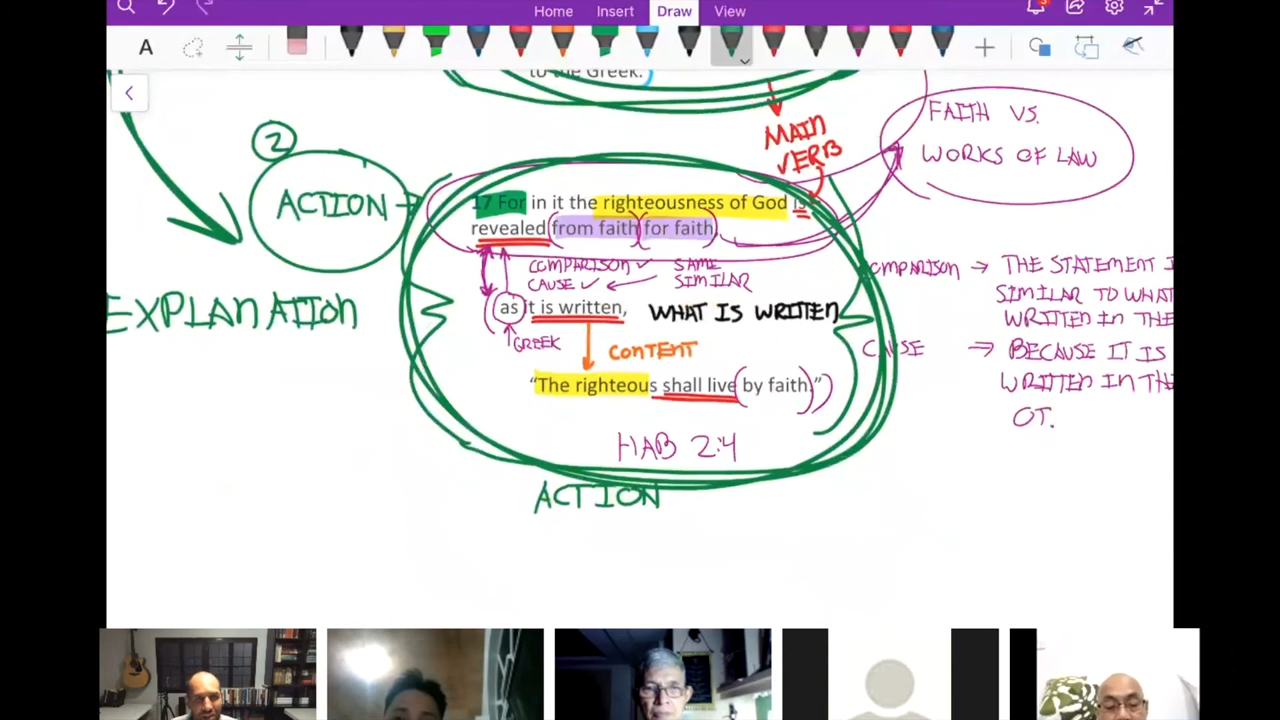 Home Insert Draw View
A
to the Greek.
MAIN
VERB
FAITH VS.
WORKS OF LAW
2
ACTION
17 For in it the righteousness of God is
revealed from faith for faith,
COMPARISON ✓ SAME
CAUSE ✓ SIMILAR
as it is written, WHAT IS WRITTEN
GREEK
CONTENT
“The righteous shall live by faith.”
HAB 2:4
ACTION
EXPLANATION
COMPARISON → THE STATEMENT I
SIMILAR TO WHAT
WRITTEN IN THE
CAUSE ⇒ BECAUSE IT IS
WRITTEN IN TH
OT.